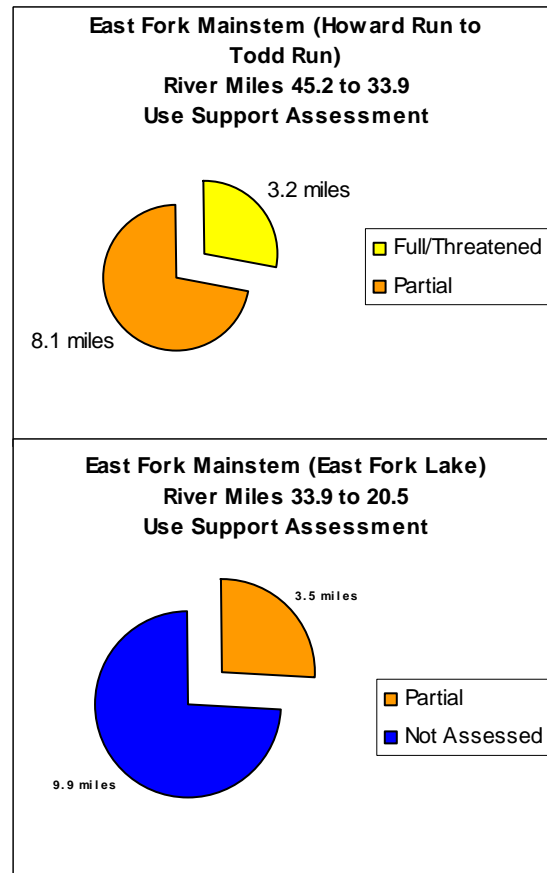 East Fork Mainstem (Howard Run to
Todd Run)
River Miles 45.2 to 33.9
Use Support Assessment
3.2 miles
Full/Threatened
Partial
8.1 miles
East Fork Mainstem (East Fork Lake)
River Miles 33.9 to 20.5
Use Support Assessment
3.5 miles
Partial
Not Assessed
9.9 miles